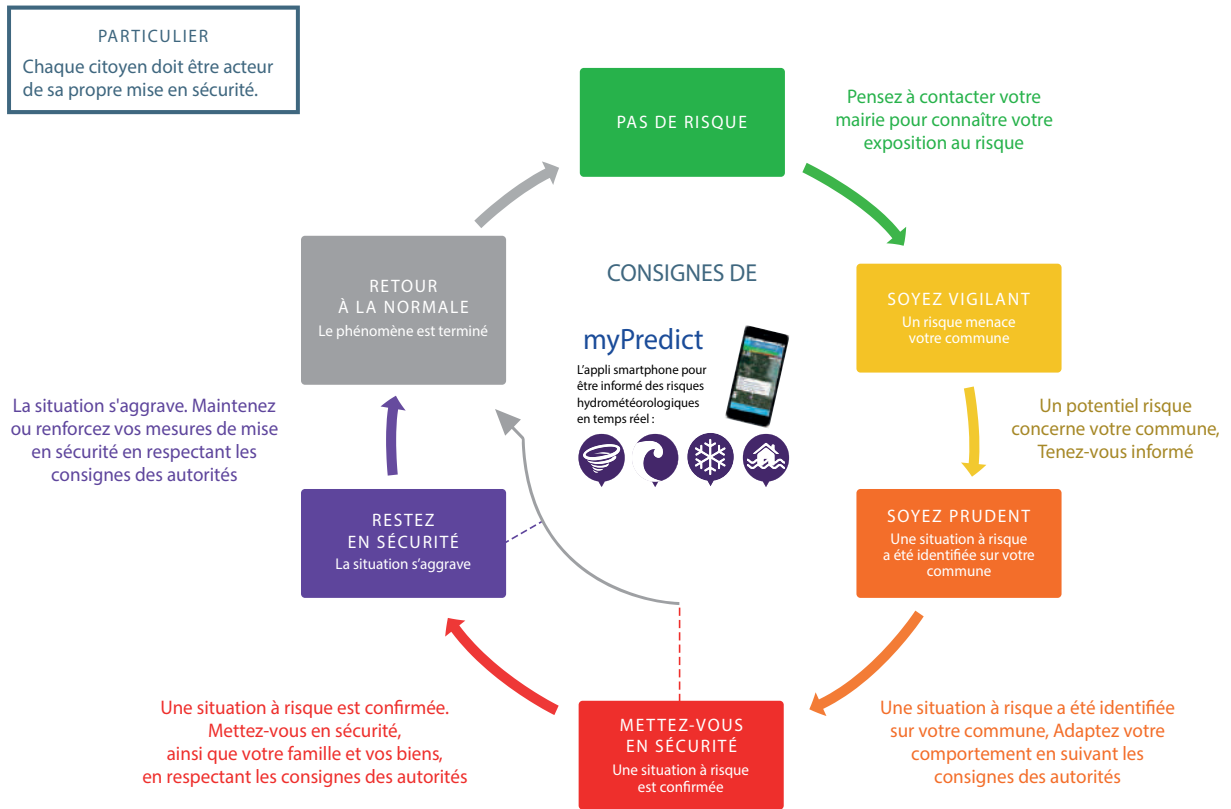 PARTICULIER
Chaque citoyen doit être acteur
de sa propre mise en sécurité.
PAS DE RISQUE
Pensez à contacter votre
mairie pour connaître votre
exposition au risque
SOYEZ VIGILANT
Un risque menace
votre commune
Un potentiel risque
concerne votre commune,
Tenez-vous informé
SOYEZ PRUDENT
Une situation à risque
a été identifiée sur votre
commune
Une situation à risque a été identifiée
sur votre commune, Adaptez votre
comportement en suivant les
consignes des autorités
METTEZ-VOUS
EN SÉCURITÉ
Une situation à risque
est confirmée
Une situation à risque est confirmée.
Mettez-vous en sécurité,
ainsi que votre famille et vos biens,
en respectant les consignes des autorités
RESTEZ
EN SÉCURITÉ
La situation s’aggrave
La situation s'aggrave. Maintenez
ou renforcez vos mesures de mise
en sécurité en respectant les
consignes des autorités
RETOUR
À LA NORMALE
Le phénomène est terminé
CONSIGNES DE
myPredict
L’appli smartphone pour
être informé des risques
hydrométéorologiques
en temps réel :